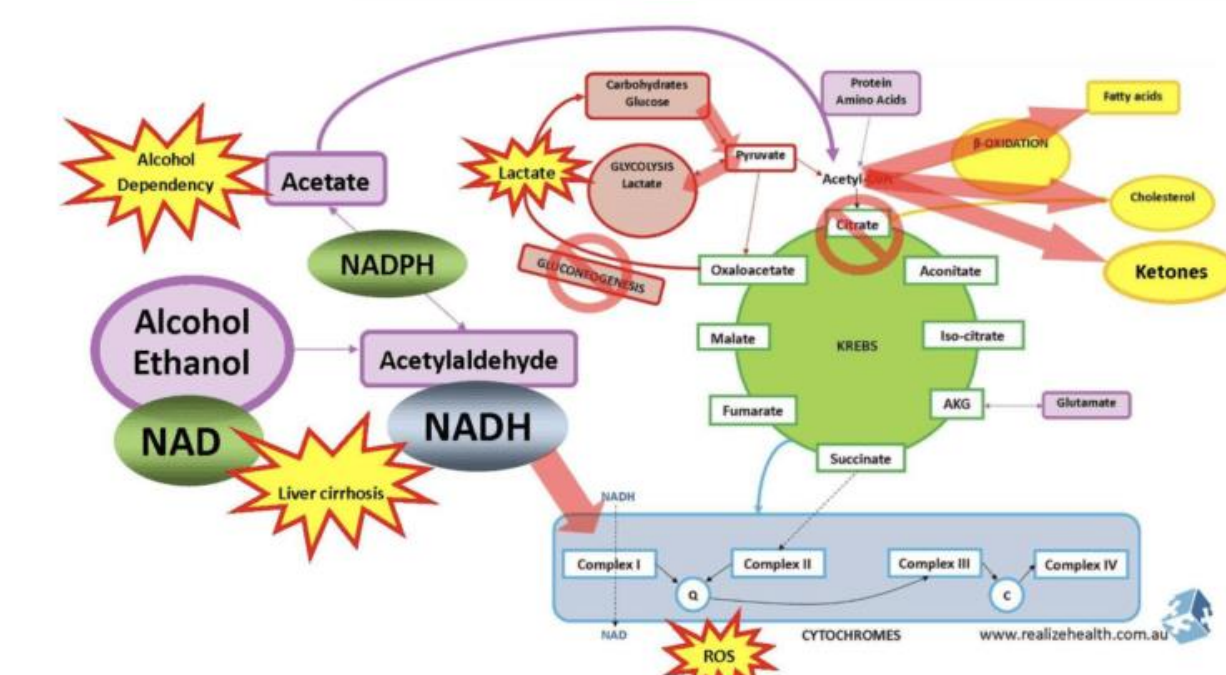 Carbohydrates
Glucose
Protein
Amino Acids
Fatty acids
Alcohol
Dependency
Acetate
Lactate
GLYCOLYSIS
Lactate
Pyruvate
β-OXIDATION
Acetyl-CoA
Cholesterol
Citrate
NADPH
GLUCONEOGENESIS
Oxaloacetate
Aconitate
Ketones
Alcohol
Ethanol
Acetylaldehyde
Malate
KREBS
Iso-citrate
NAD
NADH
Fumarate
AKG
Glutamate
Succinate
Liver cirrhosis
NADH
Complex I
Complex II
Complex III
Complex IV
Q
C
NAD
CYTOCHROMES
www.realizehealth.com.au
ROS